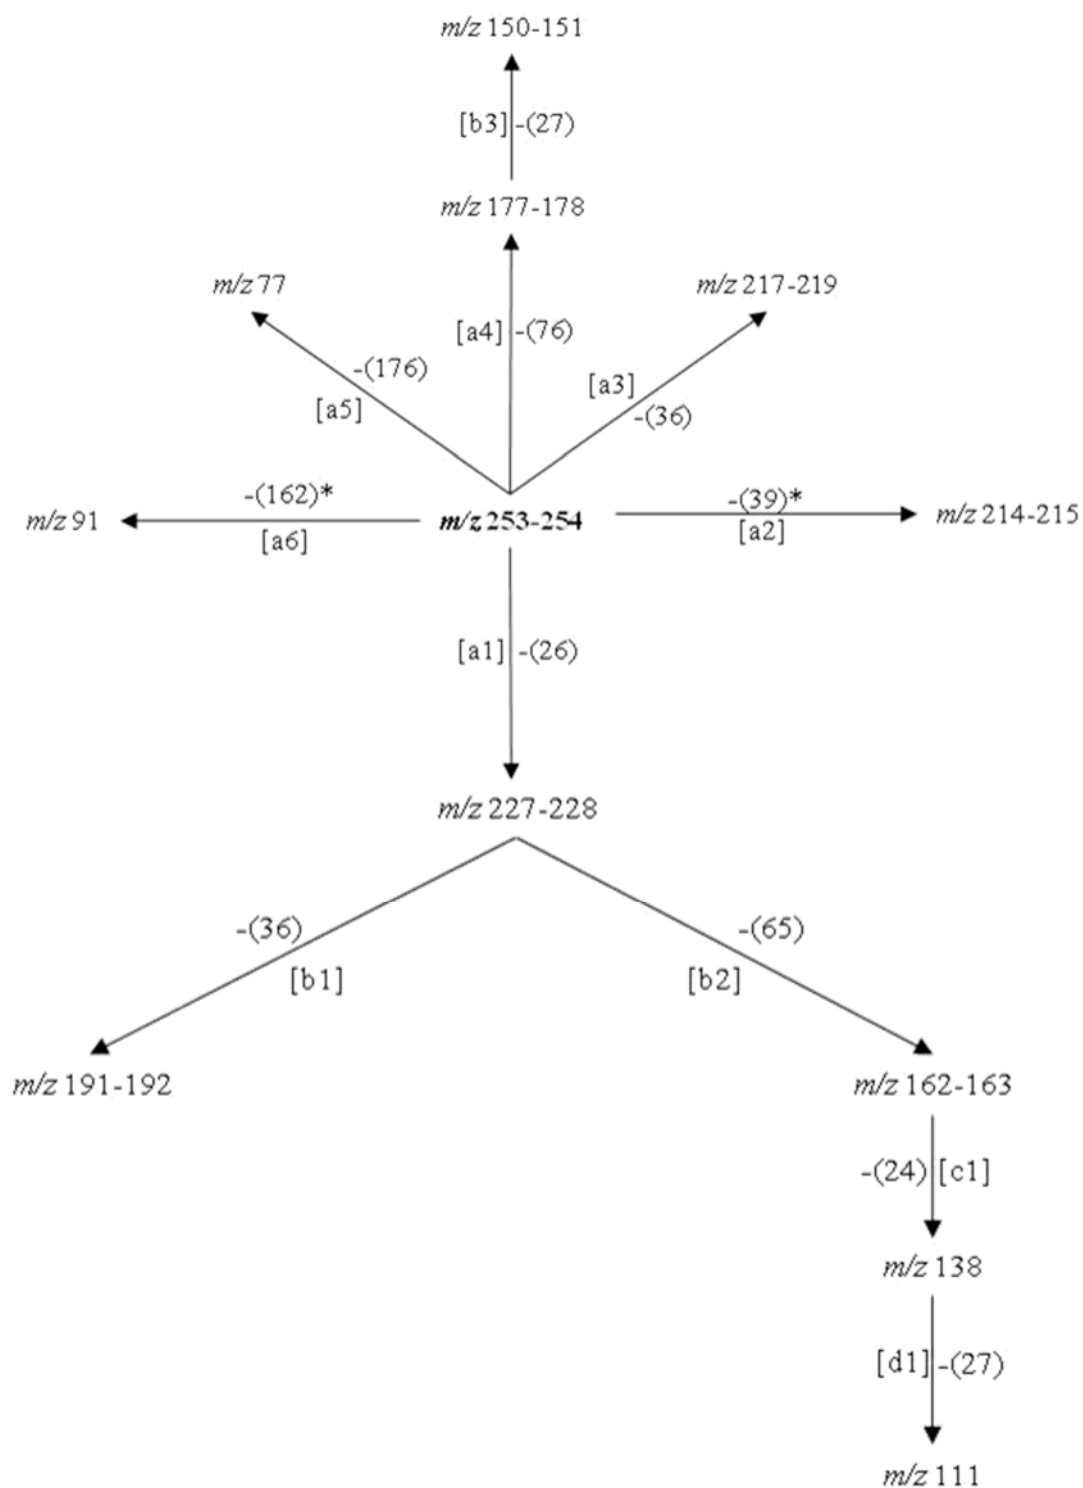 m/z 150-151
[b3] -(27)
m/z 177-178
m/z 77
m/z 217-219
[a4] -(76)
-(176)
[a5]
[a3]
-(36)
-(162)*
m/z 91
[a6]
m/z 253-254
-(39)*
[a2]
m/z 214-215
[a1] -(26)
m/z 227-228
-(36)
[b1]
-(65)
[b2]
m/z 191-192
m/z 162-163
-(24) [c1]
m/z 138
[d1] -(27)
m/z 111